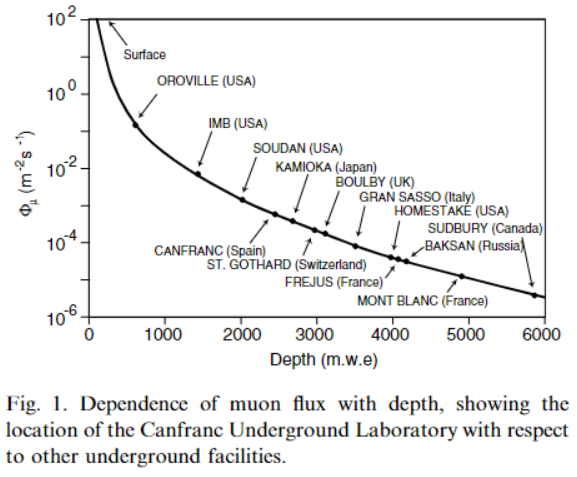 10²
Surface
OROVILLE (USA)
10⁰
IMB (USA)
SOUDAN (USA)
KAMIOKA (Japan)
BOULBY (UK)
GRAN SASSO (Italy)
HOMESTAKE (USA)
SUDBURY (Canada)
BAKSAN (Russia)
10⁻²
Φμ (m⁻² s⁻¹)
10⁻⁴
CANFRANC (Spain)
ST. GOTHARD (Switzerland)
FREJUS (France)
MONT BLANC (France)
10⁻⁶
0 1000 2000 3000 4000 5000 6000
Depth (m.w.e)
Fig. 1. Dependence of muon flux with depth, showing the
location of the Canfranc Underground Laboratory with respect
to other underground facilities.